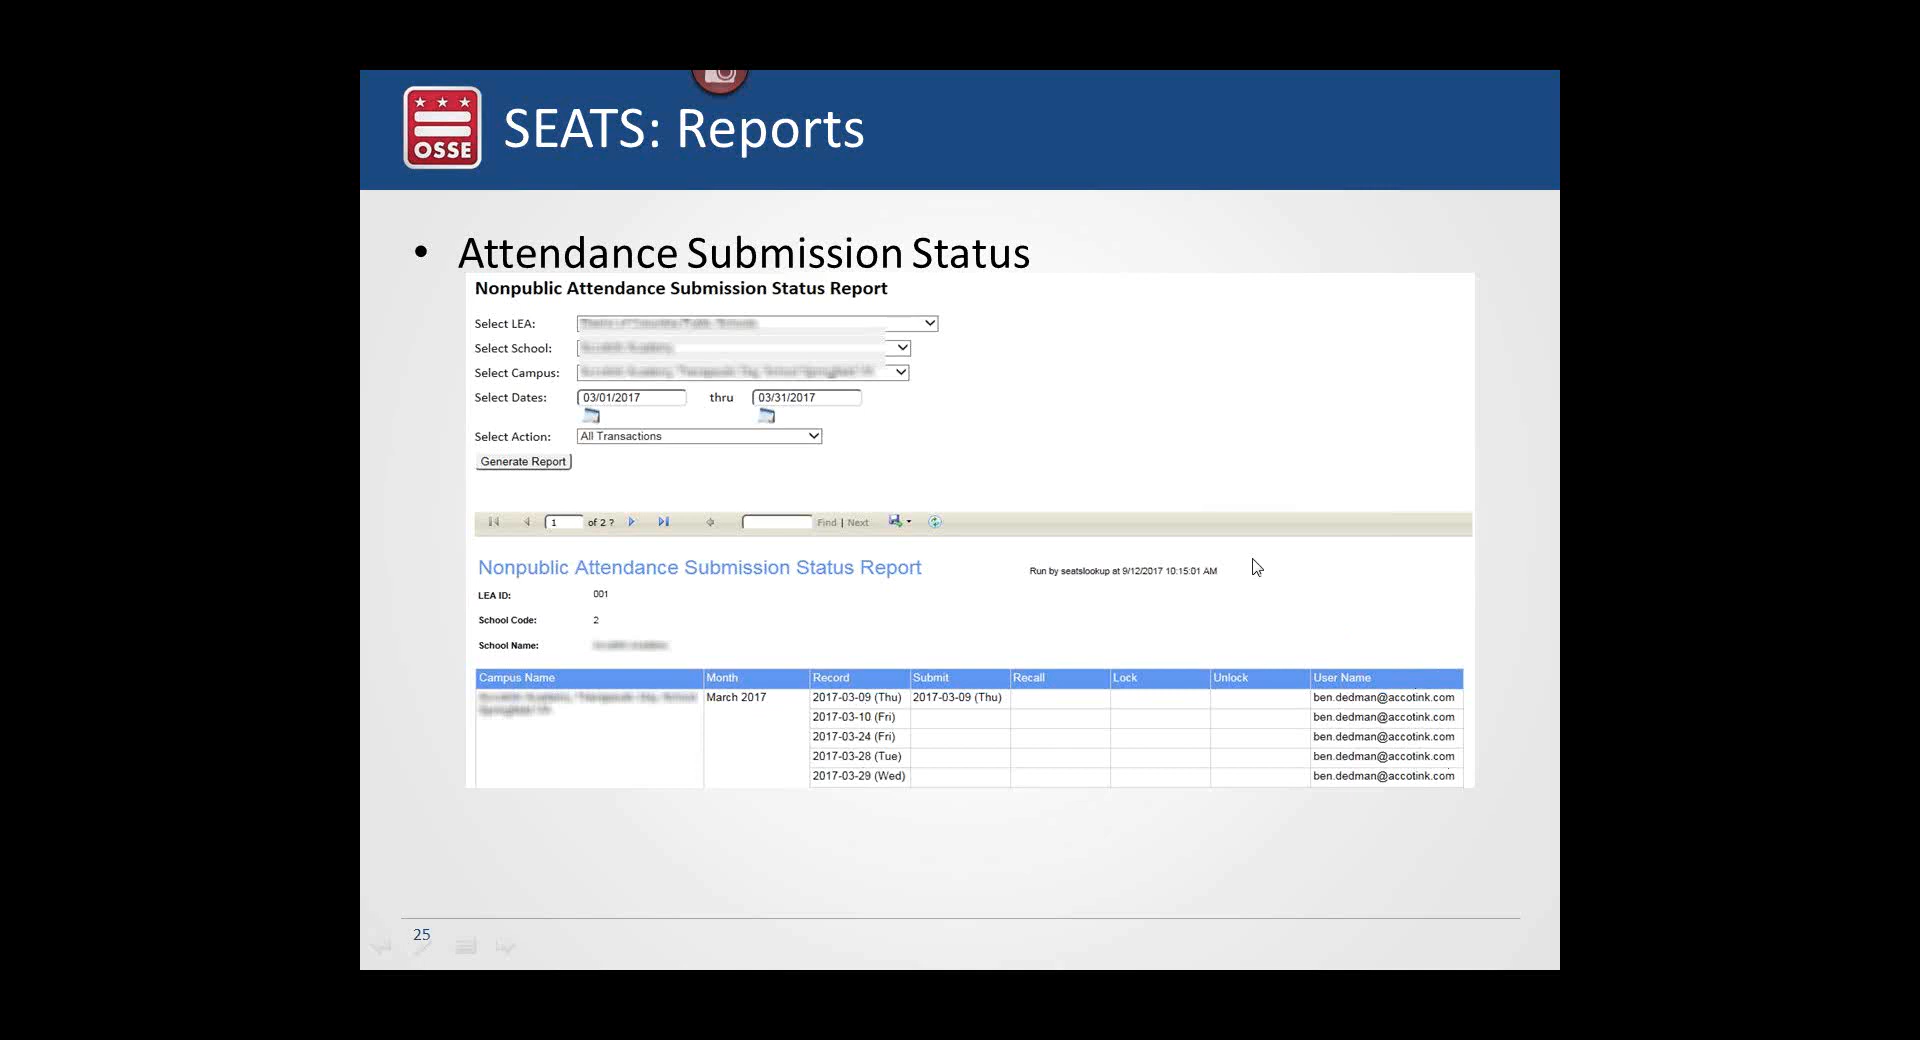 OSSE
SEATS: Reports
• Attendance Submission Status
Nonpublic Attendance Submission Status Report
Select LEA:
Select School:
Select Campus:
Select Dates: 03/01/2017 thru 03/31/2017
Select Action: All Transactions
Generate Report
1 of 2 ? Find | Next
Nonpublic Attendance Submission Status Report Run by seatslookup at 9/12/2017 10:15:01 AM
LEA ID: 001
School Code: 2
School Name:
Campus Name Month Record Submit Recall Lock Unlock User Name
March 2017 2017-03-09 (Thu) 2017-03-09 (Thu) ben.dedman@accotink.com
2017-03-10 (Fri) ben.dedman@accotink.com
2017-03-24 (Fri) ben.dedman@accotink.com
2017-03-28 (Tue) ben.dedman@accotink.com
2017-03-29 (Wed) ben.dedman@accotink.com
25